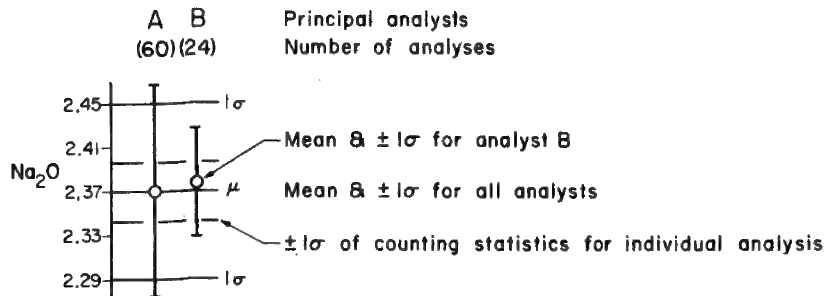 A B Principal analysts
(60)(24) Number of analyses
2.45 1σ
Mean & ± 1σ for analyst B
2.41
Na2O
2.37 μ Mean & ± 1σ for all analysts
2.33 ± 1σ of counting statistics for individual analysis
2.29 1σ